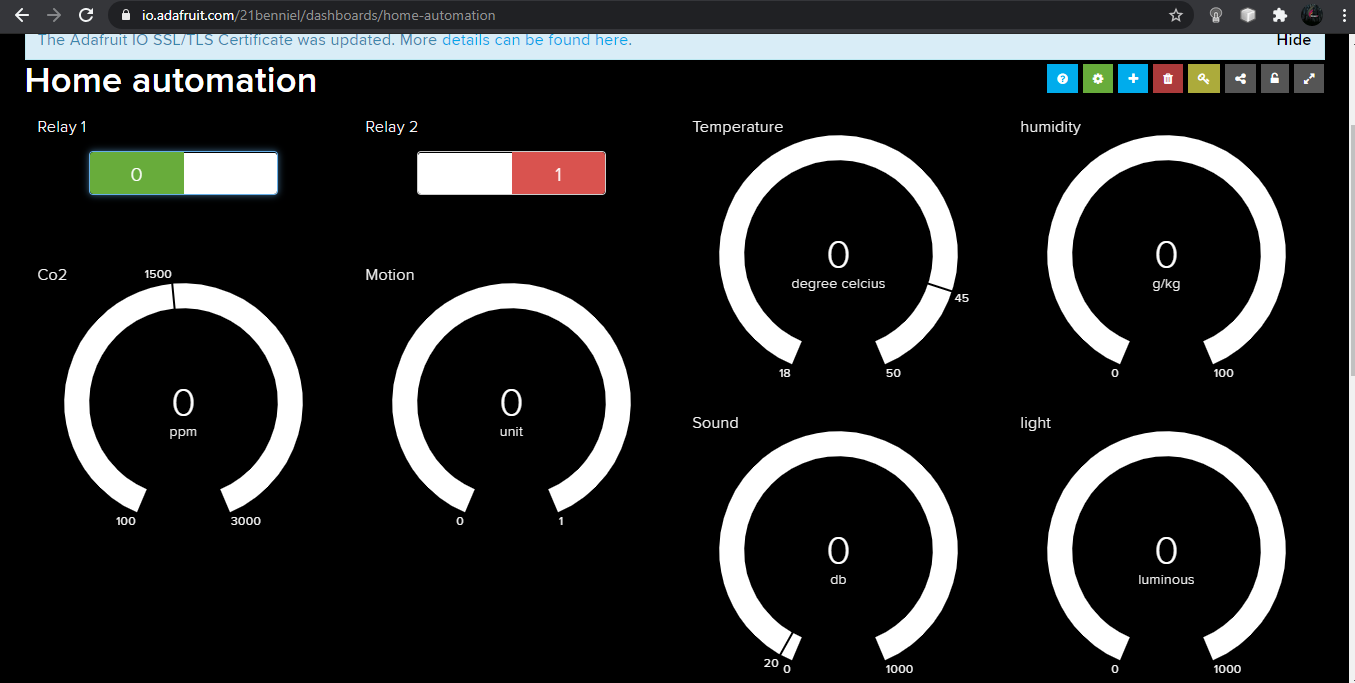 io.adafruit.com/21benniel/dashboards/home-automation
The Adafruit IO SSL/TLS Certificate was updated. More details can be found here.
Hide
Home automation
Relay 1
0
Relay 2
1
Temperature
0
degree celcius
45
18
50
humidity
0
g/kg
0
100
Co2
1500
0
ppm
100
3000
Motion
0
unit
0
1
Sound
0
db
20
0
1000
light
0
luminous
0
1000